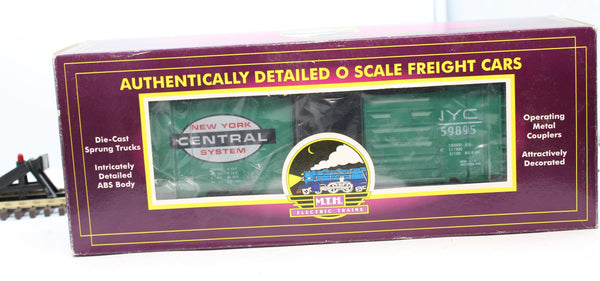 AUTHENTICALLY DETAILED O SCALE FREIGHT CARS
Die-Cast
Sprung Trucks
Intricately
Detailed
ABS Body
NEW YORK
CENTRAL
SYSTEM
NYC
59895
Operating
Metal
Couplers
Attractively
Decorated
M.T.H.
ELECTRIC TRAINS